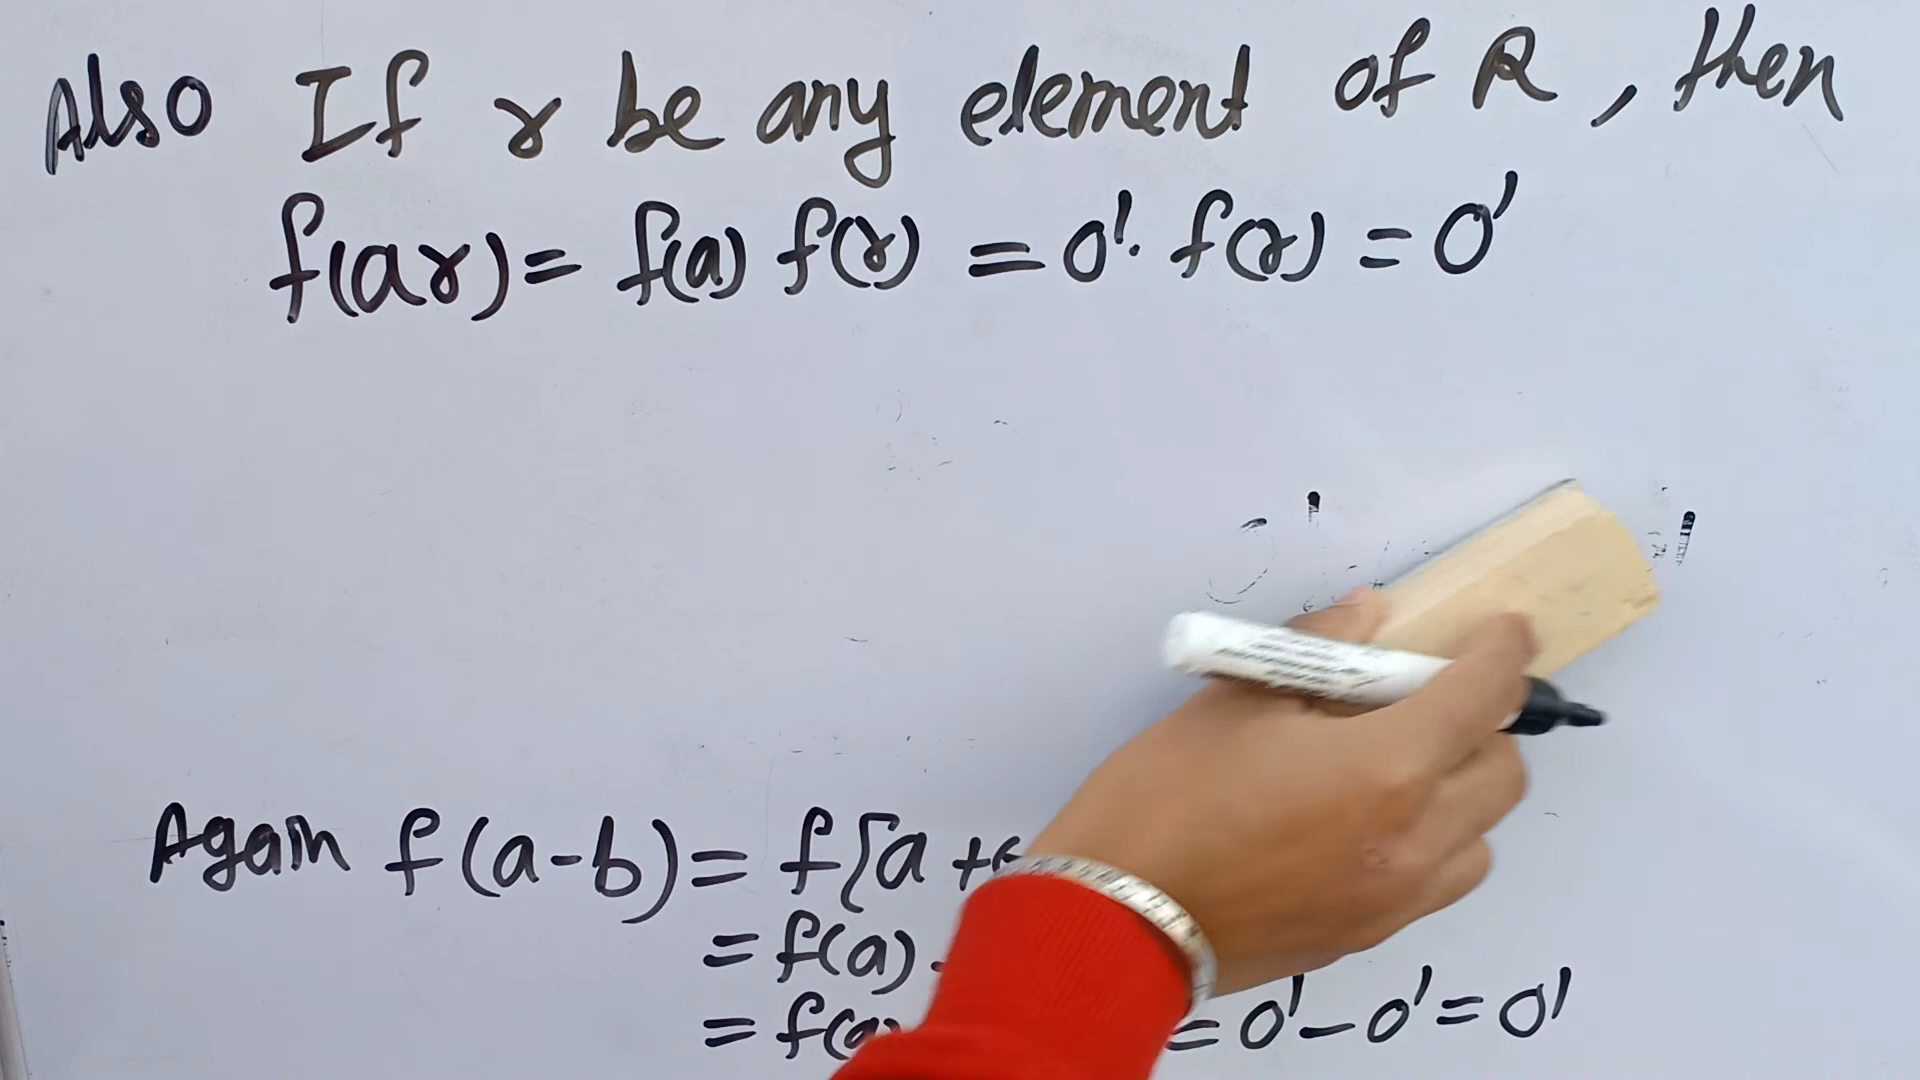 Also If r be any element of R, then
f(ar) = f(a) f(r) = 0'. f(r) = 0'
Again f(a-b) = f[a +
= f(a)
= f(a = 0' - 0' = 0'